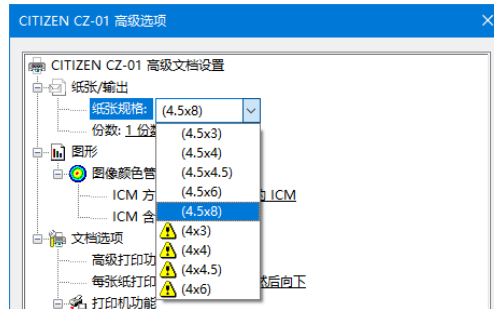 CITIZEN CZ-01 高级选项
CITIZEN CZ-01 高级文档设置
纸张/输出
纸张规格: (4.5x8)
份数: 1 份
(4.5x3)
图形
(4.5x4)
图像颜色管
(4.5x4.5)
ICM 方
(4.5x6)
ICM
ICM 含
(4.5x8)
文档选项
(4x3)
高级打印功
(4x4)
每张纸打印
(4x4.5)
然后向下
(4x6)
打印机功能